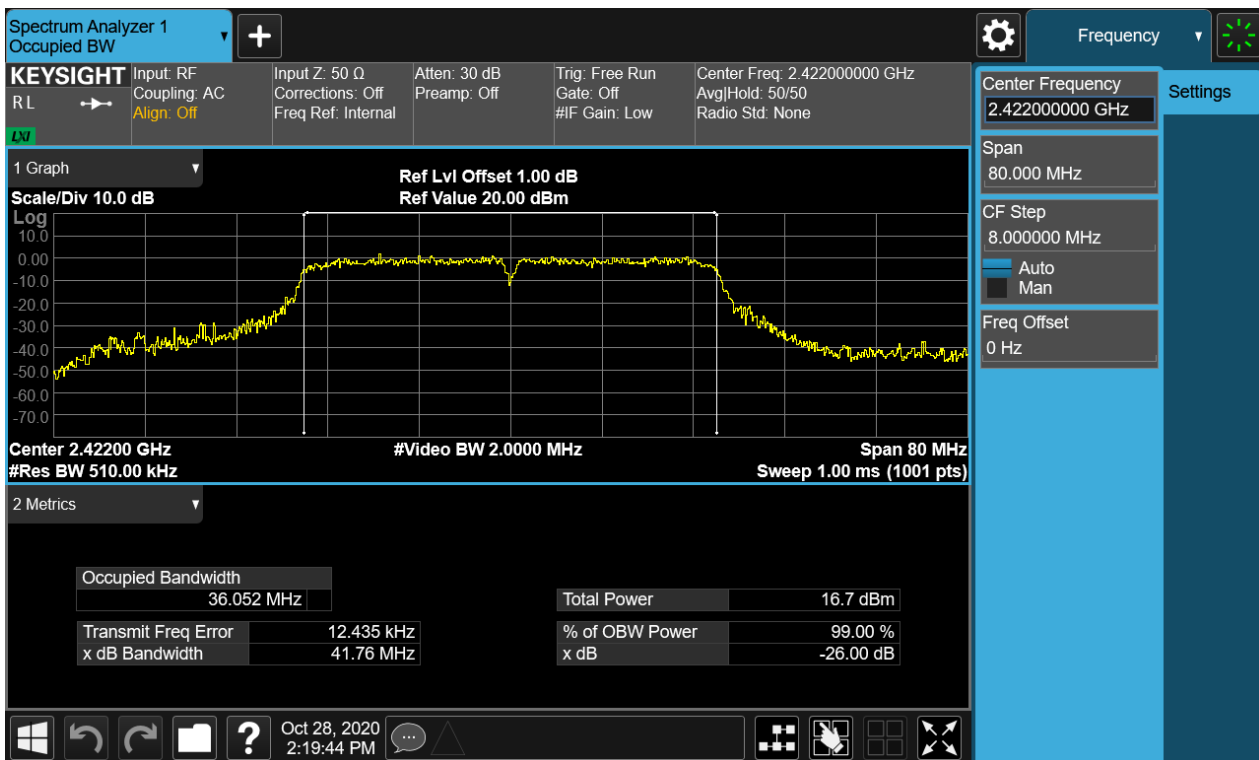 Spectrum Analyzer 1
Occupied BW
+
Frequency
KEYSIGHT
R L
LXI
Input: RF
Coupling: AC
Align: Off
Input Z: 50 Ω
Corrections: Off
Freq Ref: Internal
Atten: 30 dB
Preamp: Off
Trig: Free Run
Gate: Off
#IF Gain: Low
Center Freq: 2.422000000 GHz
Avg|Hold: 50/50
Radio Std: None
Center Frequency
2.422000000 GHz
Settings
Span
80.000 MHz
CF Step
8.000000 MHz
Auto
Man
Freq Offset
0 Hz
1 Graph
Scale/Div 10.0 dB
Ref Lvl Offset 1.00 dB
Ref Value 20.00 dBm
Log
10.0
0.00
-10.0
-20.0
-30.0
-40.0
-50.0
-60.0
-70.0
Center 2.42200 GHz
#Video BW 2.0000 MHz
Span 80 MHz
#Res BW 510.00 kHz
Sweep 1.00 ms (1001 pts)
2 Metrics
Occupied Bandwidth
36.052 MHz
Total Power 16.7 dBm
Transmit Freq Error 12.435 kHz
% of OBW Power 99.00 %
x dB Bandwidth 41.76 MHz
x dB -26.00 dB
?
Oct 28, 2020
2:19:44 PM